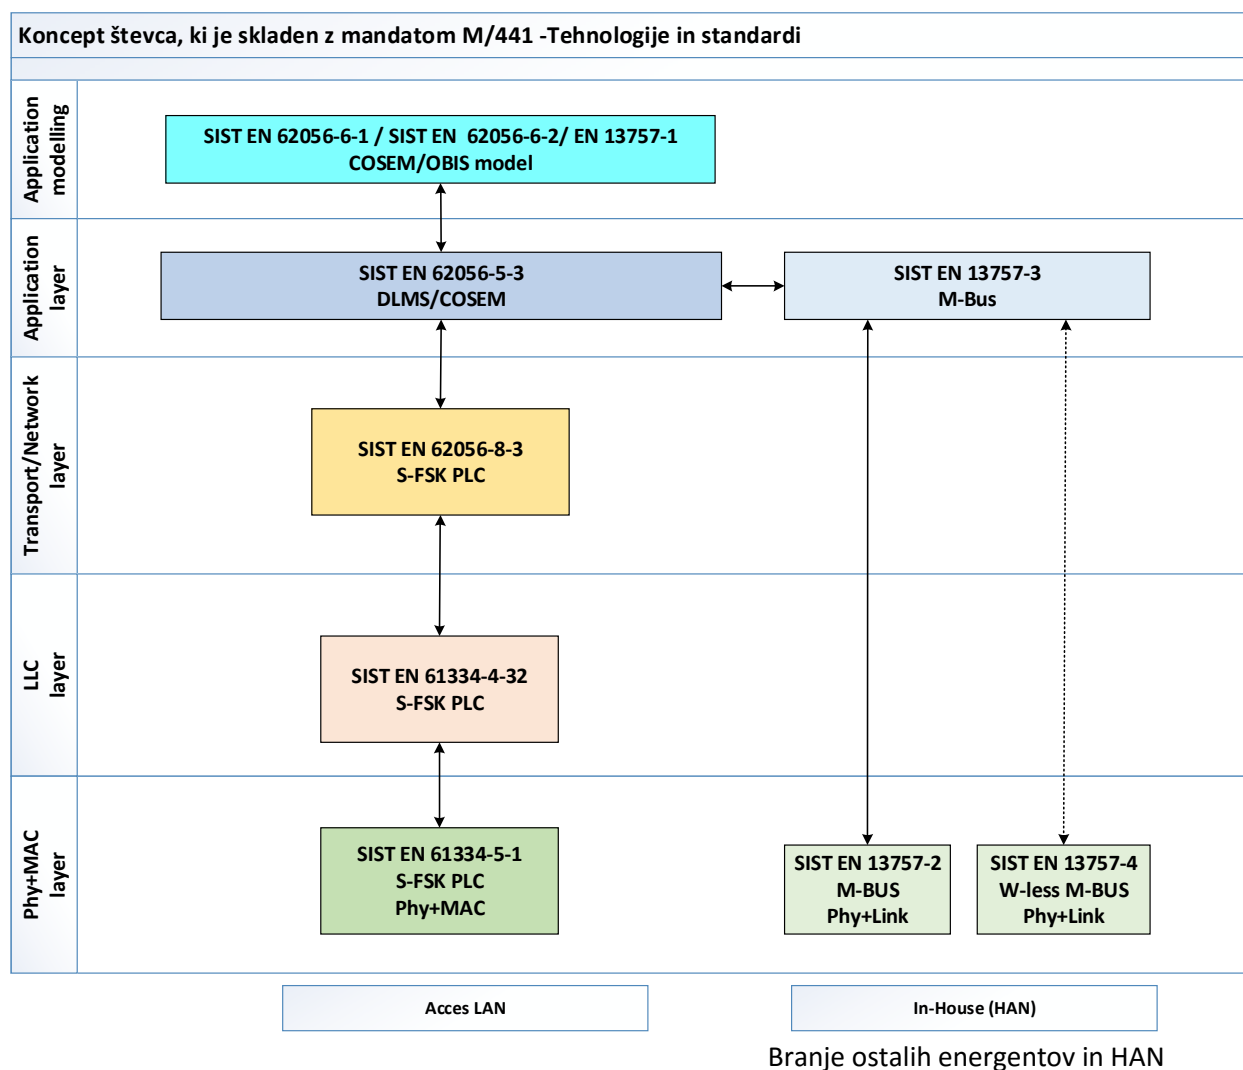 Koncept števca, ki je skladen z mandatom M/441 -Tehnologije in standardi
Application
modelling
SIST EN 62056-6-1 / SIST EN 62056-6-2/ EN 13757-1
COSEM/OBIS model
Application
layer
SIST EN 62056-5-3
DLMS/COSEM
SIST EN 13757-3
M-Bus
Transport/Network
layer
SIST EN 62056-8-3
S-FSK PLC
LLC
layer
SIST EN 61334-4-32
S-FSK PLC
Phy+MAC
layer
SIST EN 61334-5-1
S-FSK PLC
Phy+MAC
SIST EN 13757-2
M-BUS
Phy+Link
SIST EN 13757-4
W-less M-BUS
Phy+Link
Acces LAN
In-House (HAN)
Branje ostalih energentov in HAN